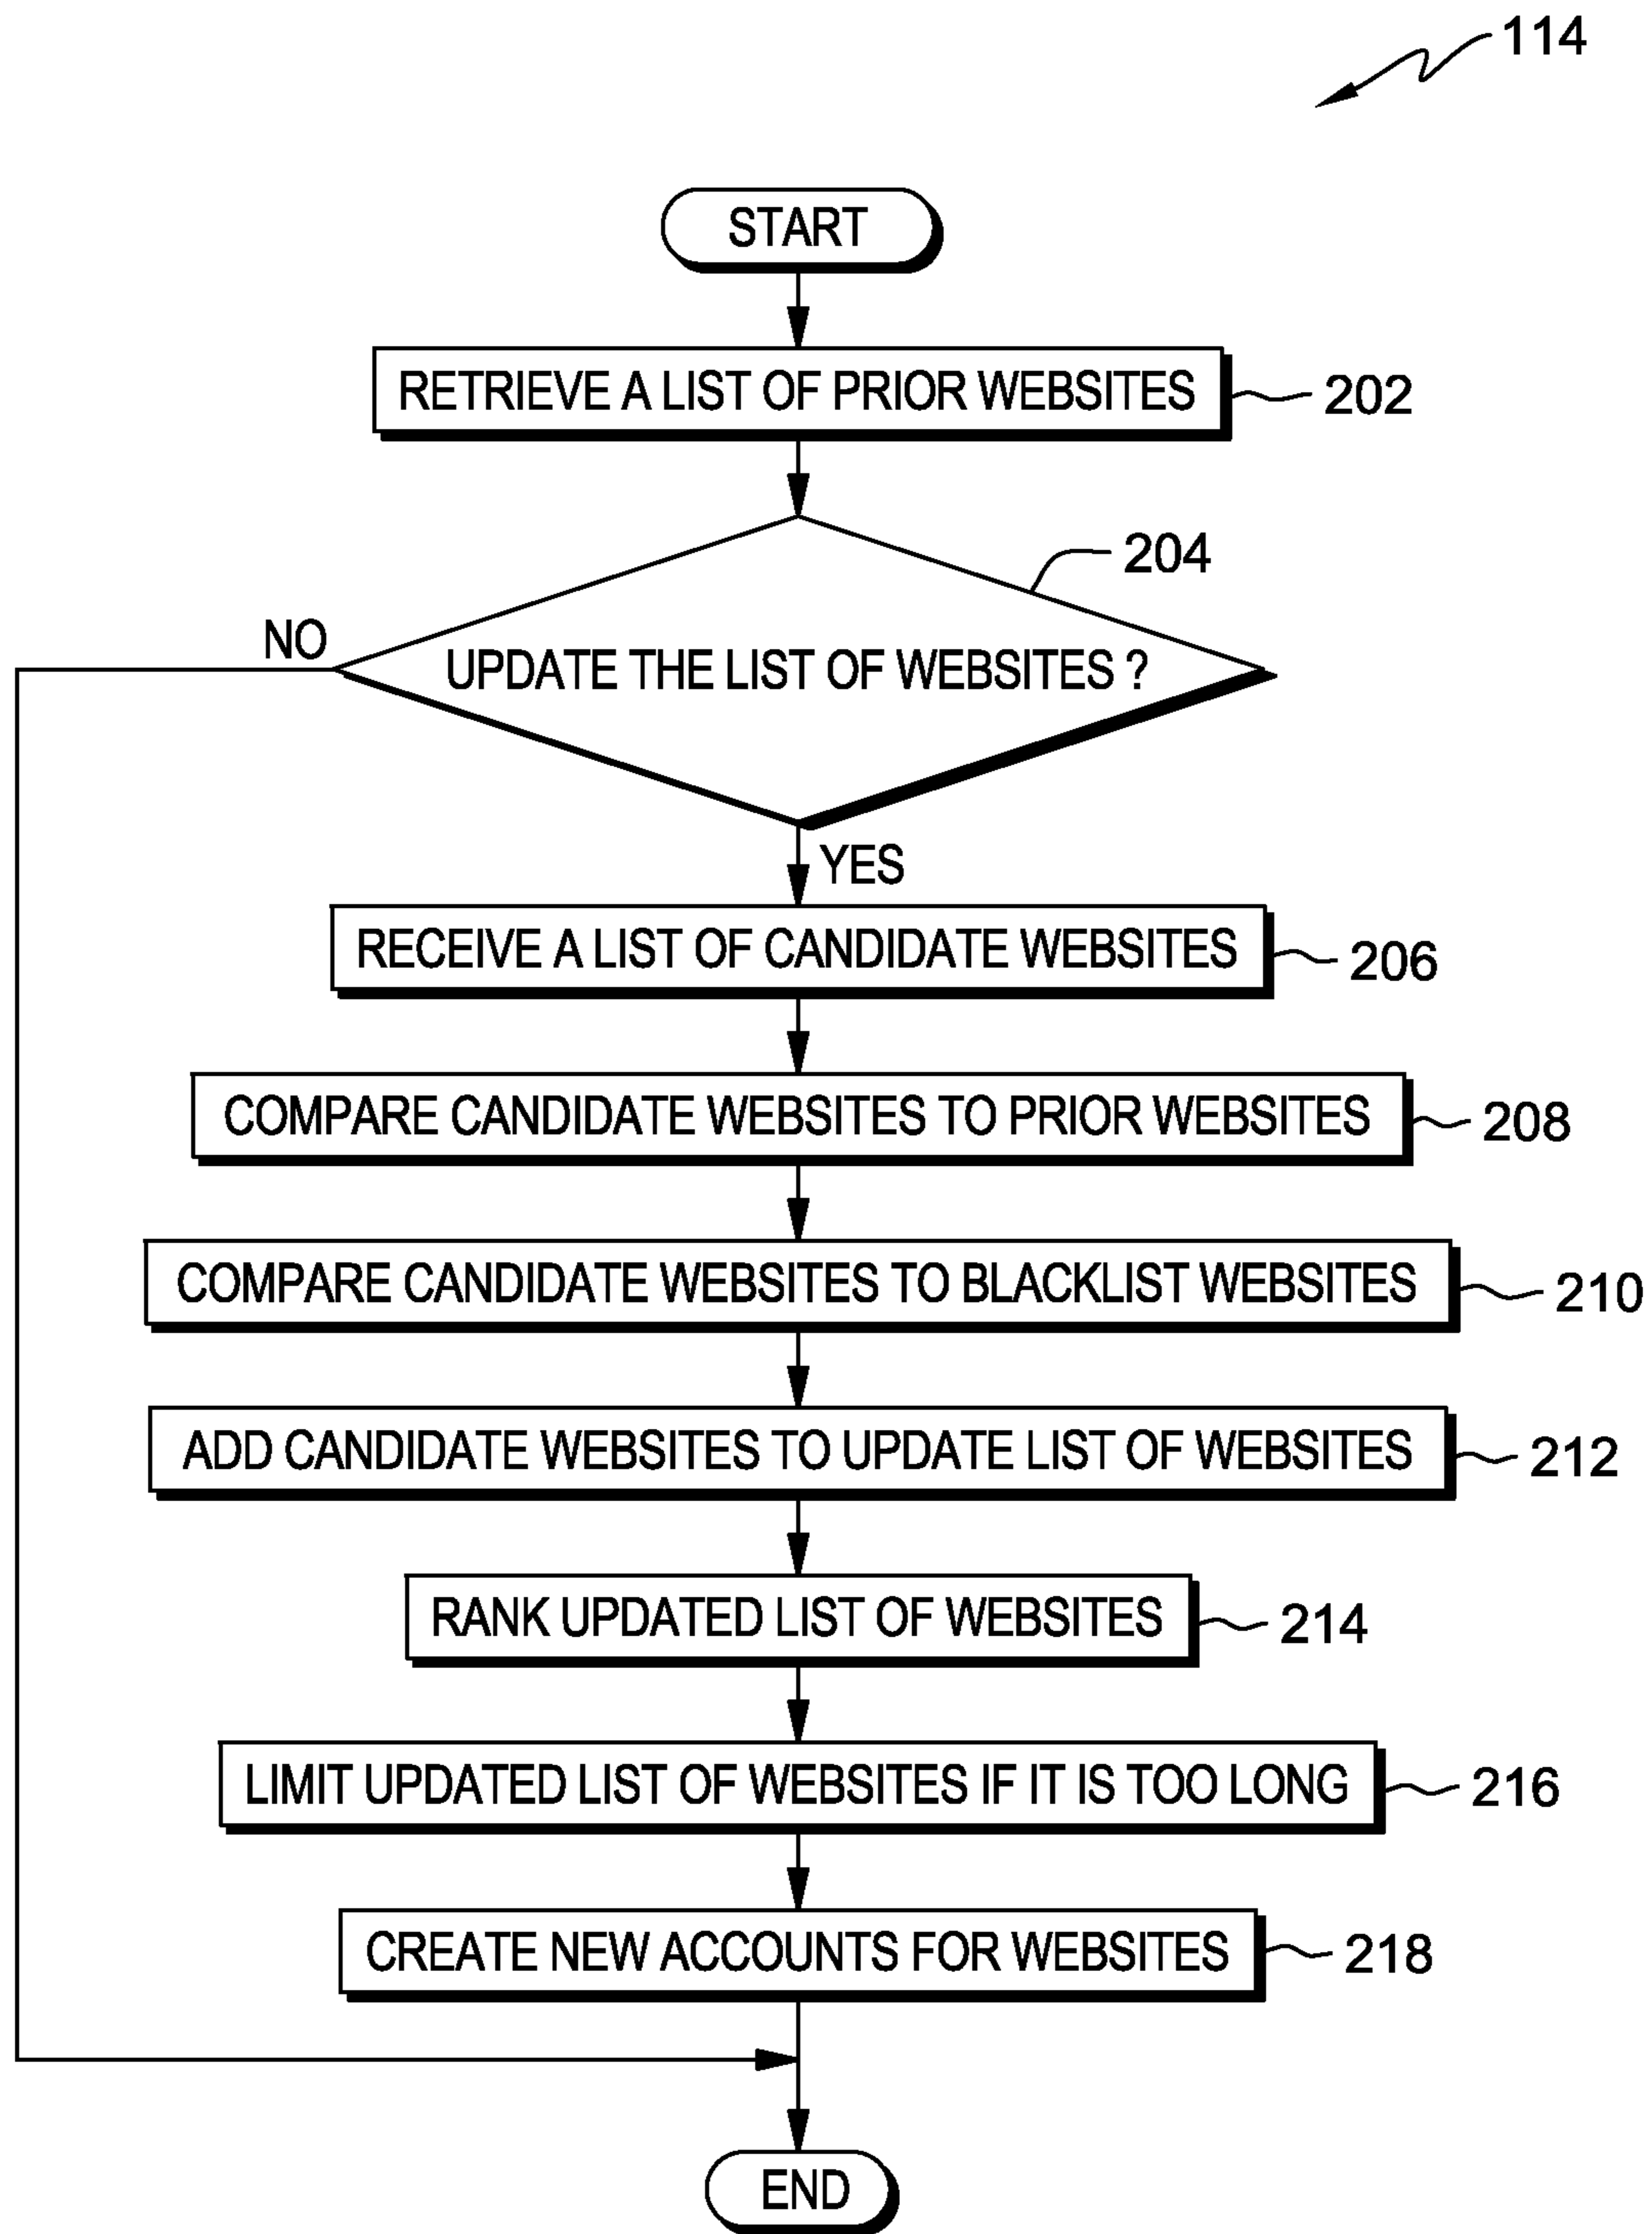 114
START
RETRIEVE A LIST OF PRIOR WEBSITES
202
204
NO
UPDATE THE LIST OF WEBSITES ?
YES
RECEIVE A LIST OF CANDIDATE WEBSITES
206
COMPARE CANDIDATE WEBSITES TO PRIOR WEBSITES
208
COMPARE CANDIDATE WEBSITES TO BLACKLIST WEBSITES
210
ADD CANDIDATE WEBSITES TO UPDATE LIST OF WEBSITES
212
RANK UPDATED LIST OF WEBSITES
214
LIMIT UPDATED LIST OF WEBSITES IF IT IS TOO LONG
216
CREATE NEW ACCOUNTS FOR WEBSITES
218
END